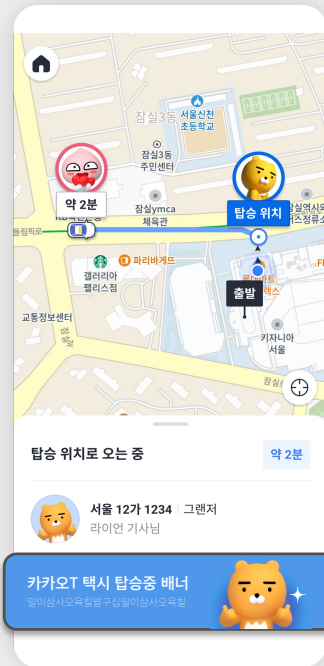 잠실3동
서울신천
초등학교
잠실3동
주민센터
약 2분
탑승 위치
잠실ymca
체육관
올림픽로
파리바게뜨
갤러리아
팰리스점
출발
교통정보센터
키자니아
서울
탑승 위치로 오는 중
약 2분
서울 12가 1234 | 그랜저
라이언 기사님
카카오T 택시 탑승중 배너
일이삼사오육칠팔구십일이삼사오육칠